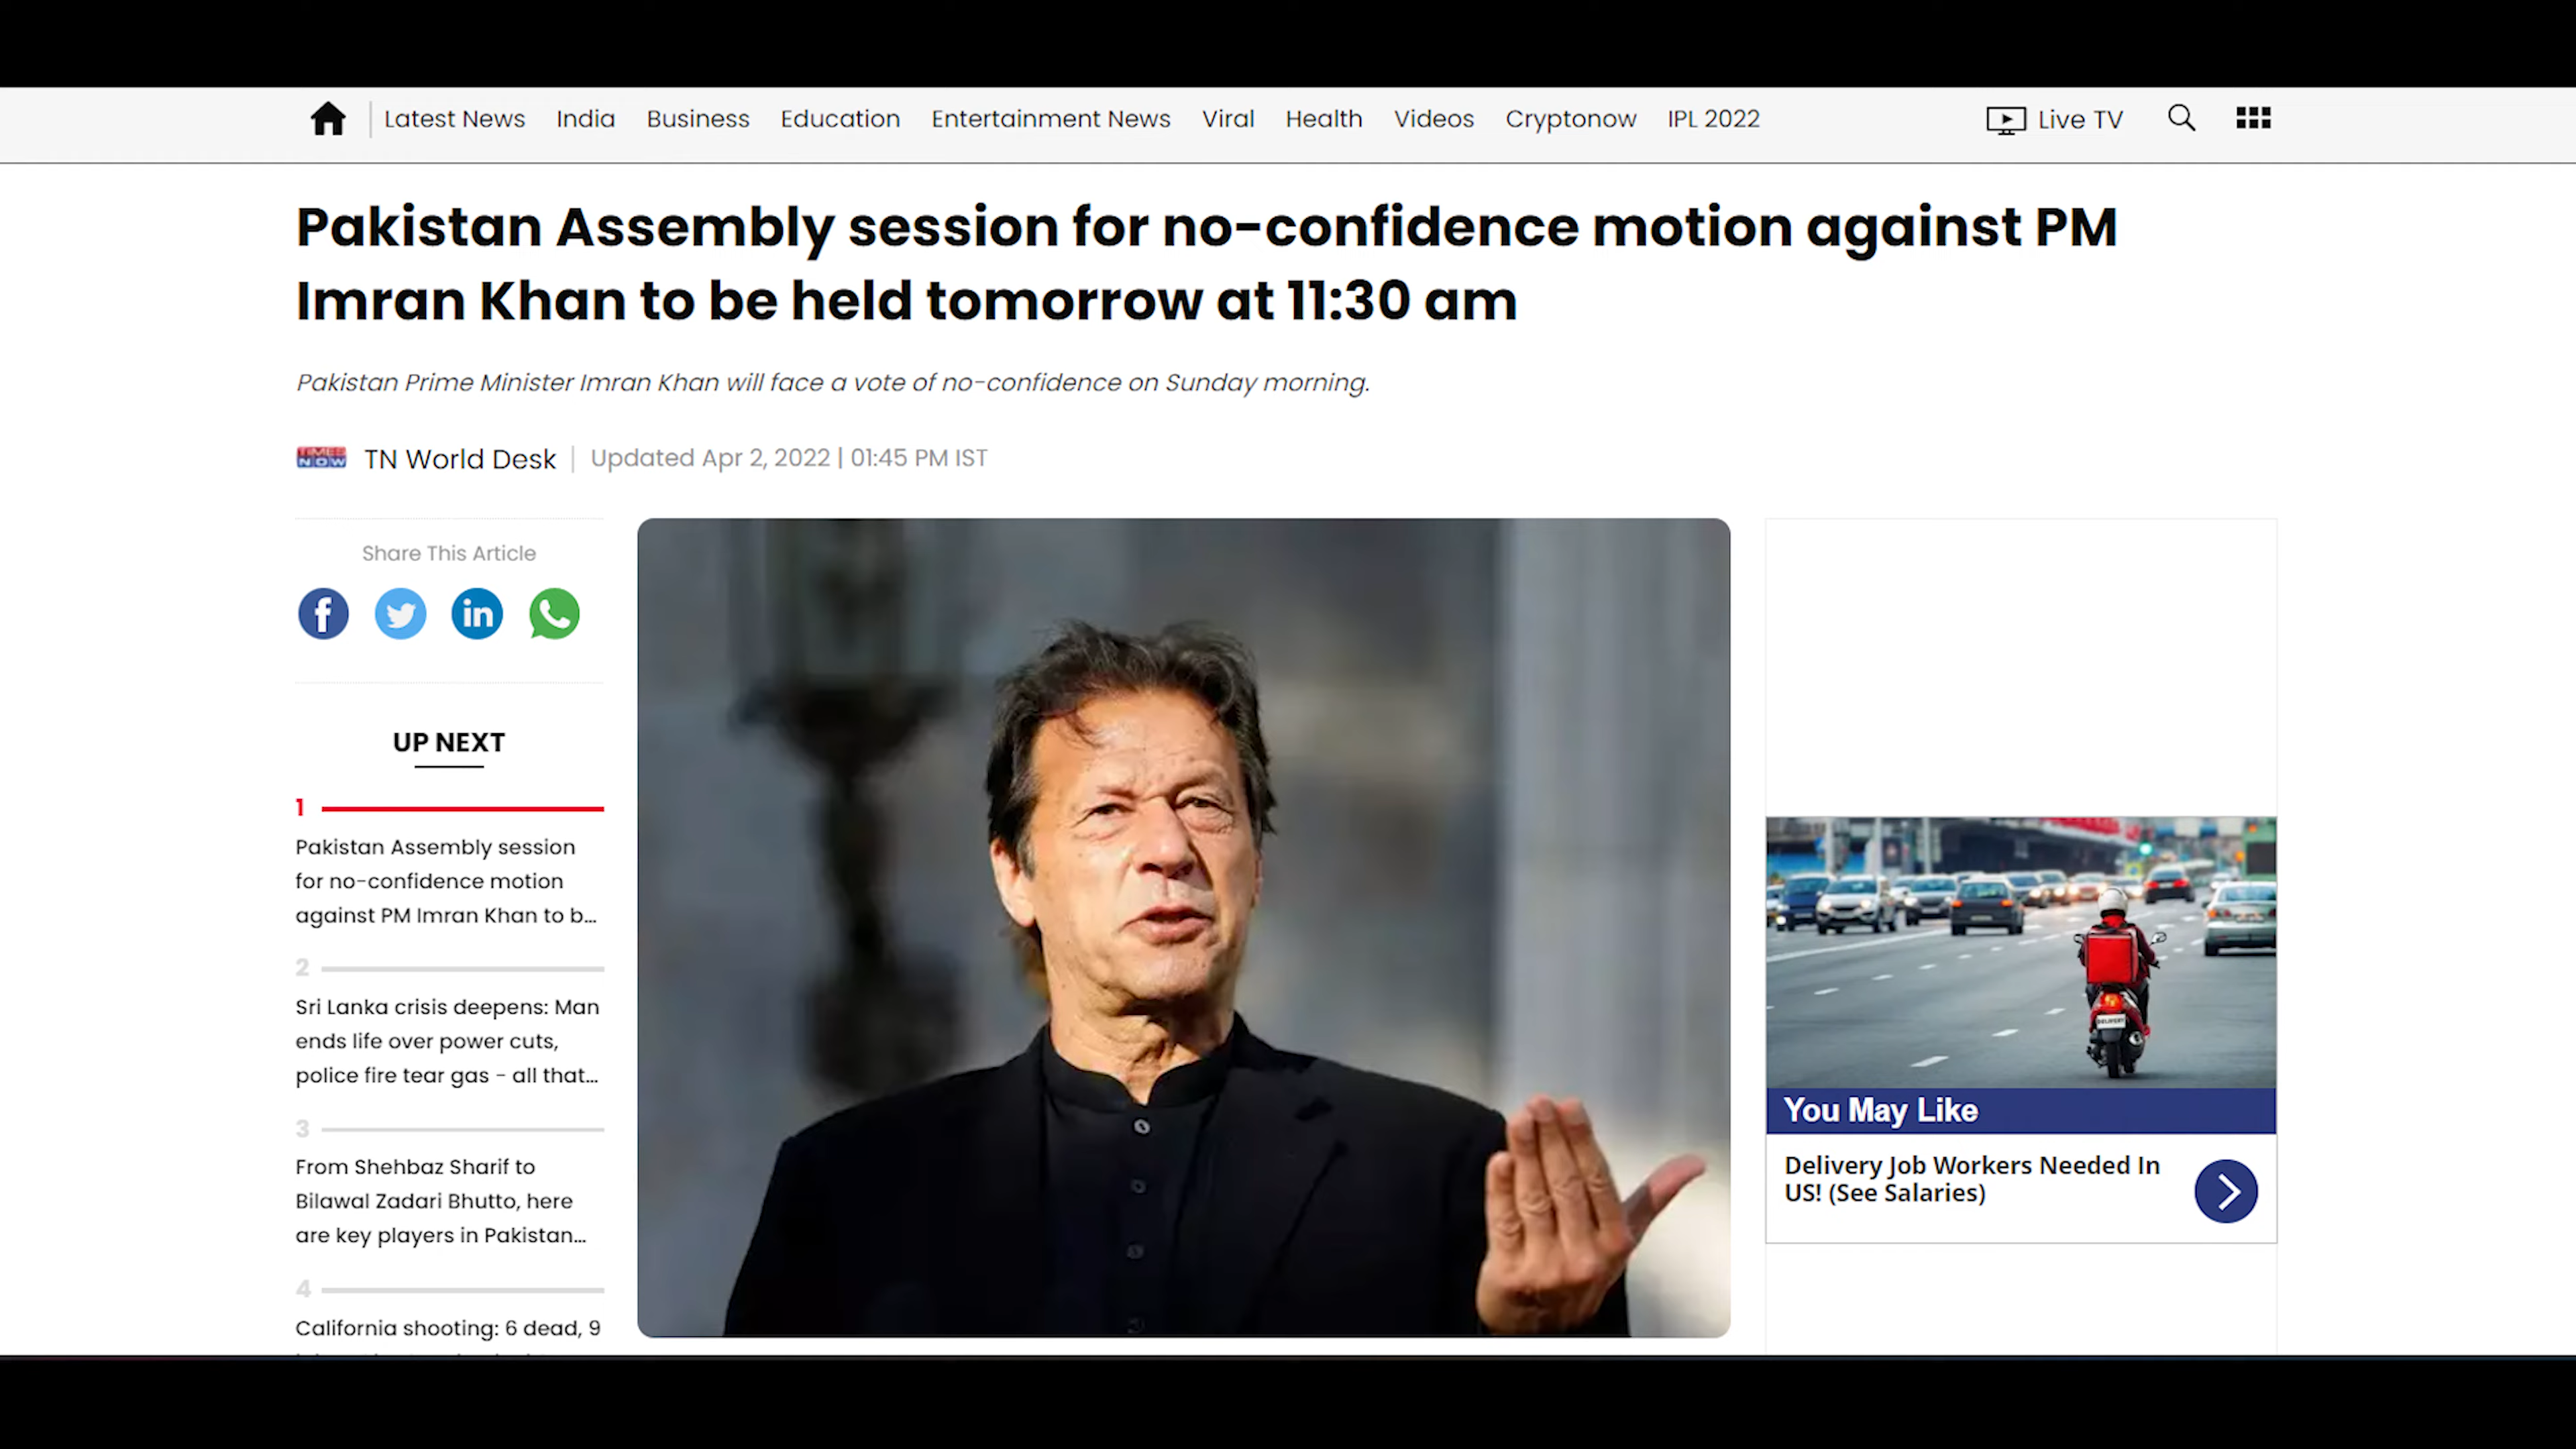 Latest News India Business Education Entertainment News Viral Health Videos Cryptonow IPL 2022 Live TV
Pakistan Assembly session for no-confidence motion against PM
Imran Khan to be held tomorrow at 11:30 am
Pakistan Prime Minister Imran Khan will face a vote of no-confidence on Sunday morning.
TIMES
NOW
TN World Desk | Updated Apr 2, 2022 | 01:45 PM IST
Share This Article
UP NEXT
1
Pakistan Assembly session
for no-confidence motion
against PM Imran Khan to b...
2
Sri Lanka crisis deepens: Man
ends life over power cuts,
police fire tear gas - all that...
3
From Shehbaz Sharif to
Bilawal Zadari Bhutto, here
are key players in Pakistan...
4
California shooting: 6 dead, 9
DELIVERY
You May Like
Delivery Job Workers Needed In
US! (See Salaries)